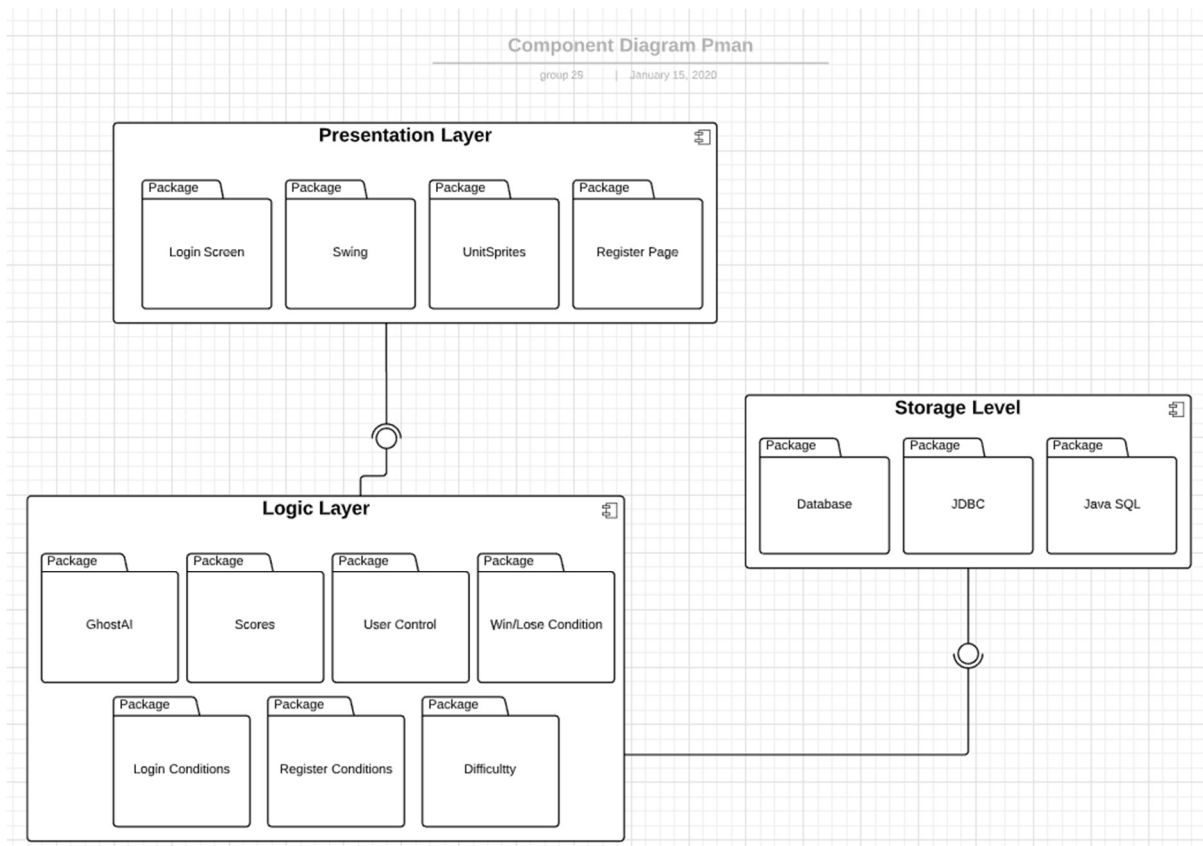 Component Diagram Pman
group 29 | January 15, 2020
Presentation Layer
Package
Login Screen
Package
Swing
Package
UnitSprites
Package
Register Page
Storage Level
Package
Database
Package
JDBC
Package
Java SQL
Logic Layer
Package
GhostAI
Package
Scores
Package
User Control
Package
Win/Lose Condition
Package
Login Conditions
Package
Register Conditions
Package
Difficultty